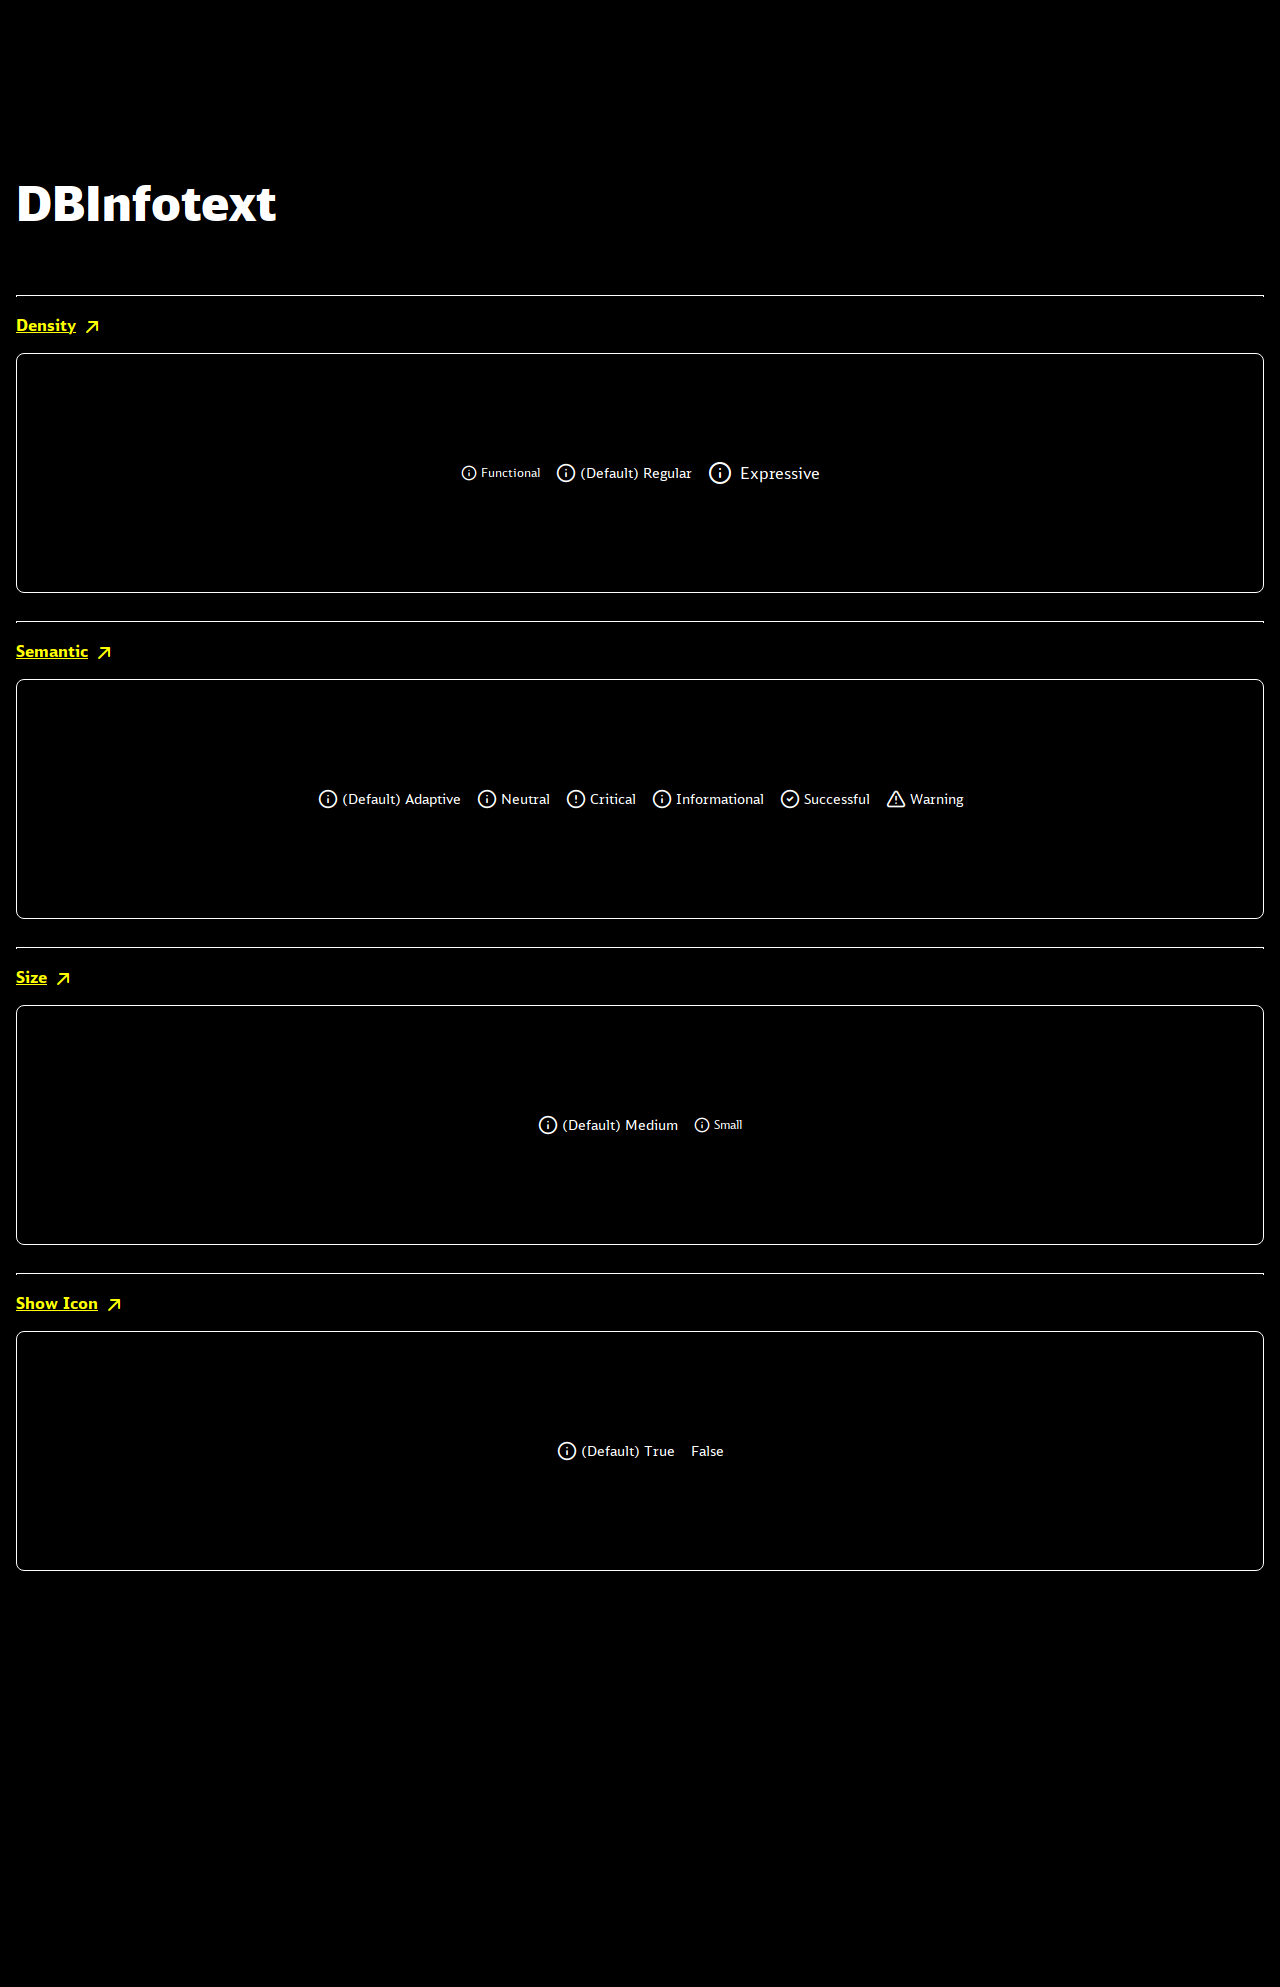 DBInfotext
Density
Functional (Default) Regular Expressive
Semantic
(Default) Adaptive Neutral Critical Informational Successful Warning
Size
(Default) Medium Small
Show Icon
(Default) True False